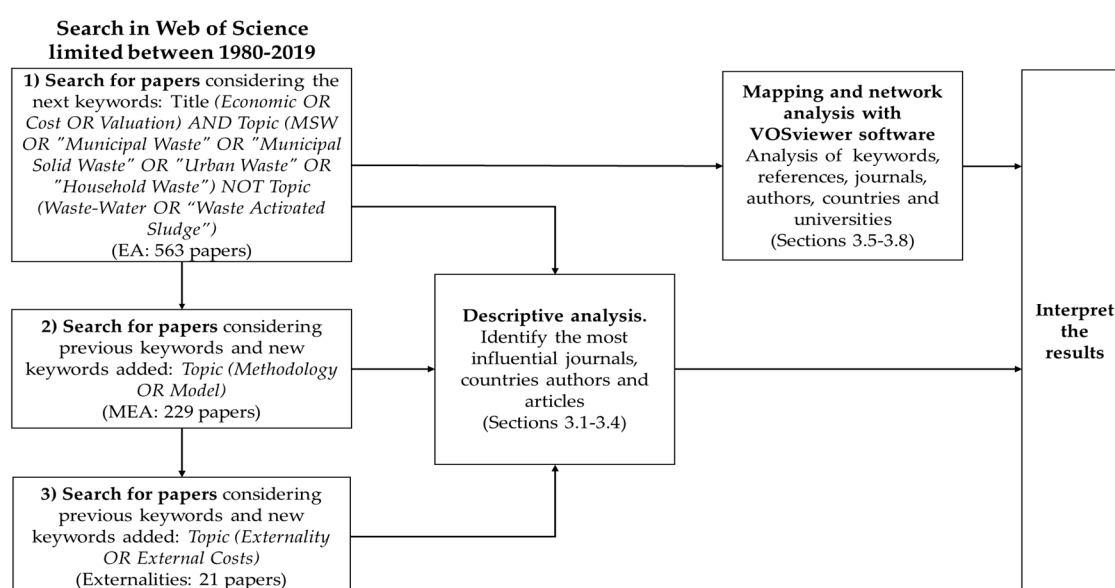 Search in Web of Science
limited between 1980-2019
1) Search for papers considering the
next keywords: Title (Economic OR
Cost OR Valuation) AND Topic (MSW
OR "Municipal Waste" OR "Municipal
Solid Waste" OR "Urban Waste" OR
"Household Waste") NOT Topic
(Waste-Water OR “Waste Activated
Sludge”)
(EA: 563 papers)
2) Search for papers considering
previous keywords and new
keywords added: Topic (Methodology
OR Model)
(MEA: 229 papers)
3) Search for papers considering
previous keywords and new
keywords added: Topic (Externality
OR External Costs)
(Externalities: 21 papers)
Descriptive analysis.
Identify the most
influential journals,
countries authors and
articles
(Sections 3.1-3.4)
Mapping and network
analysis with
VOSviewer software
Analysis of keywords,
references, journals,
authors, countries and
universities
(Sections 3.5-3.8)
Interpret
the
results